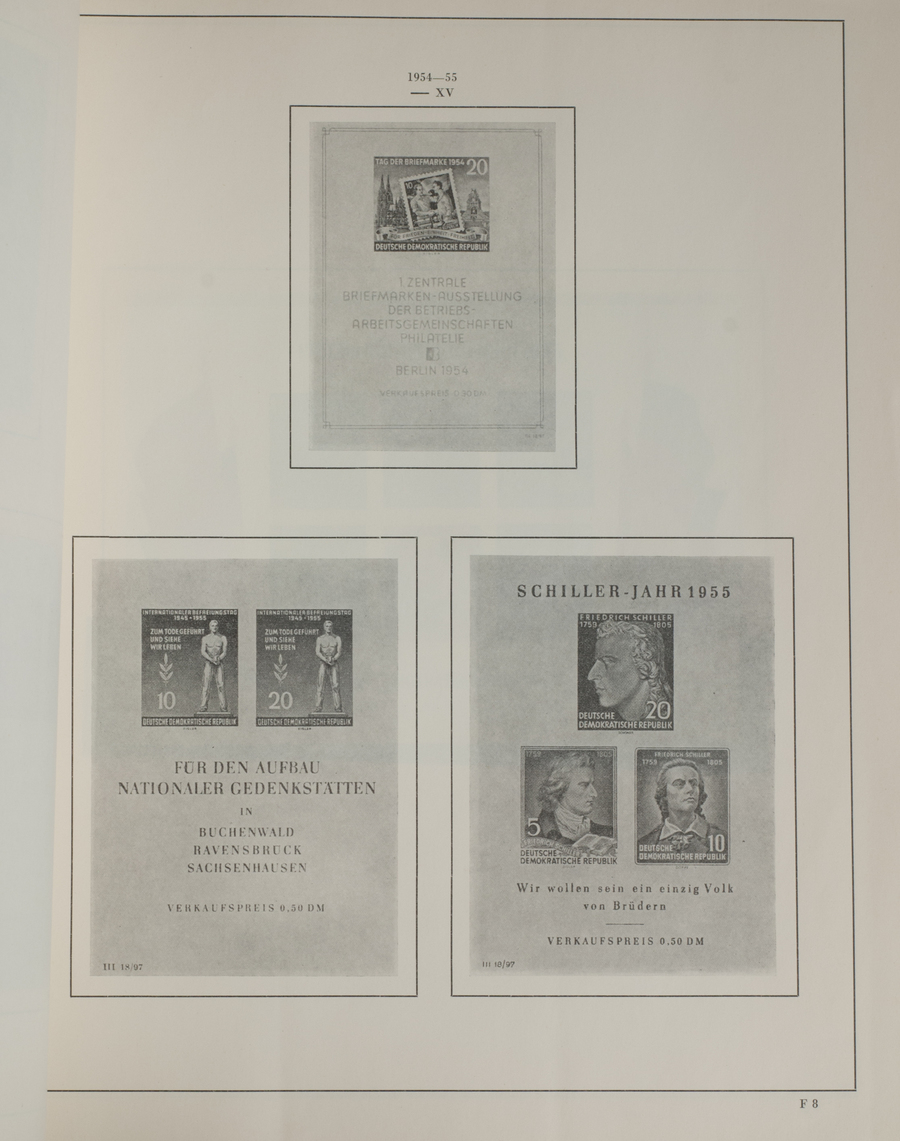 1954—55
— XV
TAG DER BRIEFMARKE 1954 20
10
DEUTSCHE DEMOKRATISCHE REPUBLIK
1. ZENTRALE
BRIEFMARKEN-AUSSTELLUNG
DER BETRIEBS-
ARBEITSGEMEINSCHAFTEN
PHILATELIE
BERLIN 1954
VERKAUFSPREIS 0,30 DM
INTERNATIONALER BEFREIUNGSTAG
1945 • 1955
ZUM TODE GEFÜHRT
UND SIEHE
WIR LEBEN
10
DEUTSCHE DEMOKRATISCHE REPUBLIK
INTERNATIONALER BEFREIUNGSTAG
1945 • 1955
ZUM TODE GEFÜHRT
UND SIEHE
WIR LEBEN
20
DEUTSCHE DEMOKRATISCHE REPUBLIK
FÜR DEN AUFBAU
NATIONALER GEDENKSTÄTTEN
IN
BUCHENWALD
RAVENSBRÜCK
SACHSENHAUSEN
VERKAUFSPREIS 0,50 DM
III 18/97
SCHILLER-JAHR 1955
FRIEDRICH SCHILLER
1759 1805
20
DEUTSCHE
DEMOKRATISCHE REPUBLIK
1759 1805
5
DEUTSCHE
DEMOKRATISCHE REPUBLIK
FRIEDRICH SCHILLER
1759 1805
10
DEUTSCHE
DEMOKRATISCHE REPUBLIK
Wir wollen sein ein einzig Volk
von Brüdern
VERKAUFSPREIS 0,50 DM
III 18/97
F 8